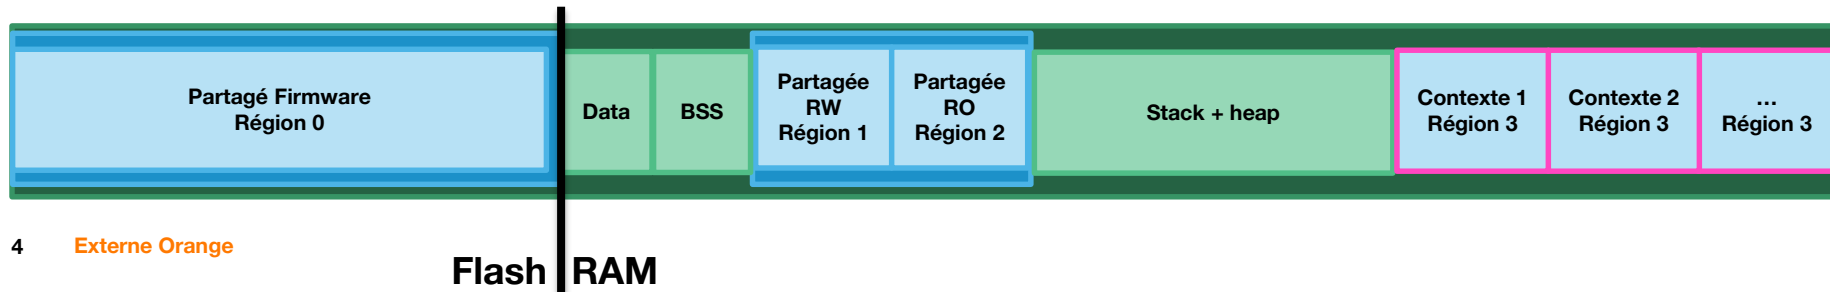 Partagé Firmware
Région 0
Data
BSS
Partagée
RW
Région 1
Partagée
RO
Région 2
Stack + heap
Contexte 1
Région 3
Contexte 2
Région 3
...
Région 3
4 Externe Orange
Flash RAM